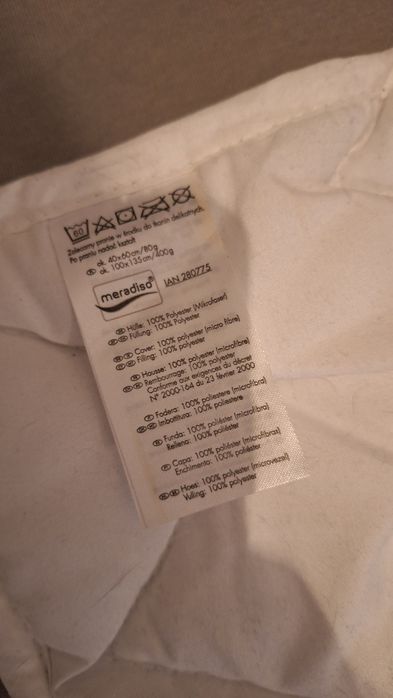 60
Zalecamy pranie w środku do tkanin delikatnych.
Po praniu nadać kształt
ok. 40x60cm/80g
ok. 100x135cm/400g
meradiso®
IAN 280775
Hülle: 100% Polyester (Mikrofaser)
Füllung: 100% Polyester
Cover: 100% polyester (micro fibre)
Filling: 100% polyester
Housse: 100% polyester (microfibre)
Rembourrage: 100% polyester
Conforme aux exigences du décret
N° 2000-164 du 23 février 2000
Fodera: 100% poliestere (microfibra)
Imbottitura: 100% poliestere
Funda: 100% poliéster (microfibra)
Relleno: 100% poliéster
Capa: 100% poliéster (microfibras)
Enchimento: 100% poliéster
Hoes: 100% polyester (microvezel)
Vulling: 100% polyester